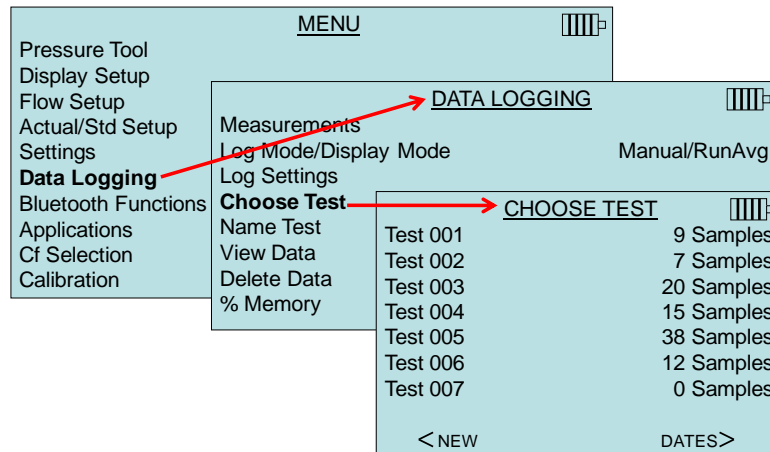 MENU
Pressure Tool
Display Setup
Flow Setup
Actual/Std Setup
Settings
Data Logging
Bluetooth Functions
Applications
Cf Selection
Calibration
DATA LOGGING
Measurements
Log Mode/Display Mode Manual/RunAvg
Log Settings
Choose Test
Name Test
View Data
Delete Data
% Memory
CHOOSE TEST
Test 001 9 Samples
Test 002 7 Samples
Test 003 20 Samples
Test 004 15 Samples
Test 005 38 Samples
Test 006 12 Samples
Test 007 0 Samples
<NEW DATES>